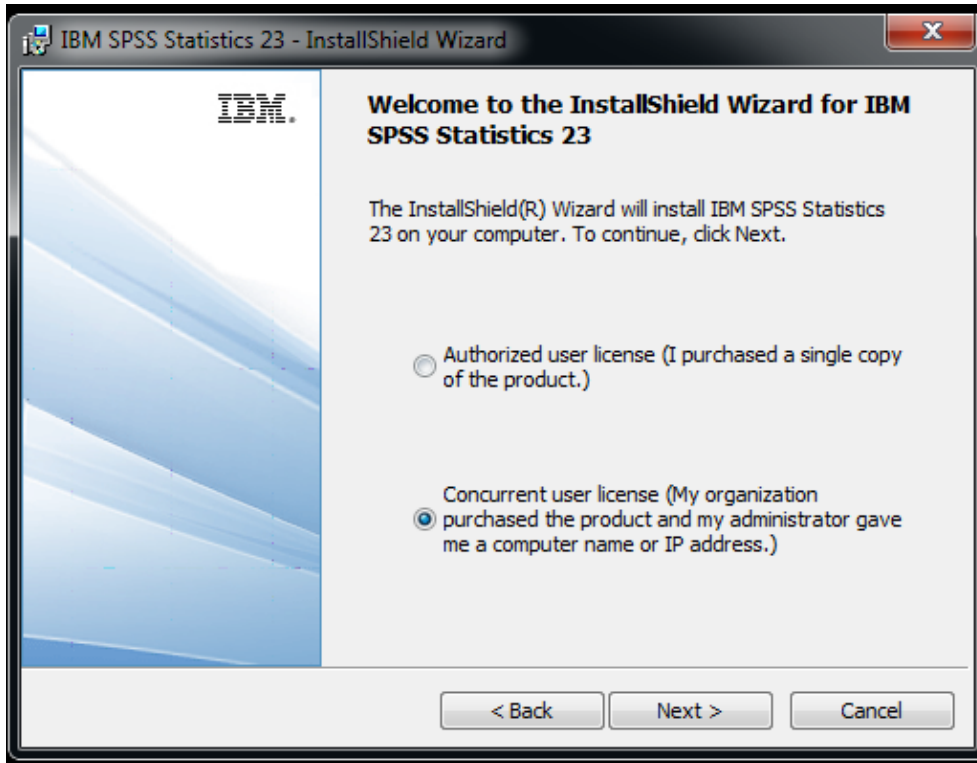 IBM SPSS Statistics 23 - InstallShield Wizard
IBM.
Welcome to the InstallShield Wizard for IBM
SPSS Statistics 23
The InstallShield(R) Wizard will install IBM SPSS Statistics
23 on your computer. To continue, click Next.
Authorized user license (I purchased a single copy
of the product.)
Concurrent user license (My organization
purchased the product and my administrator gave
me a computer name or IP address.)
< Back
Next >
Cancel